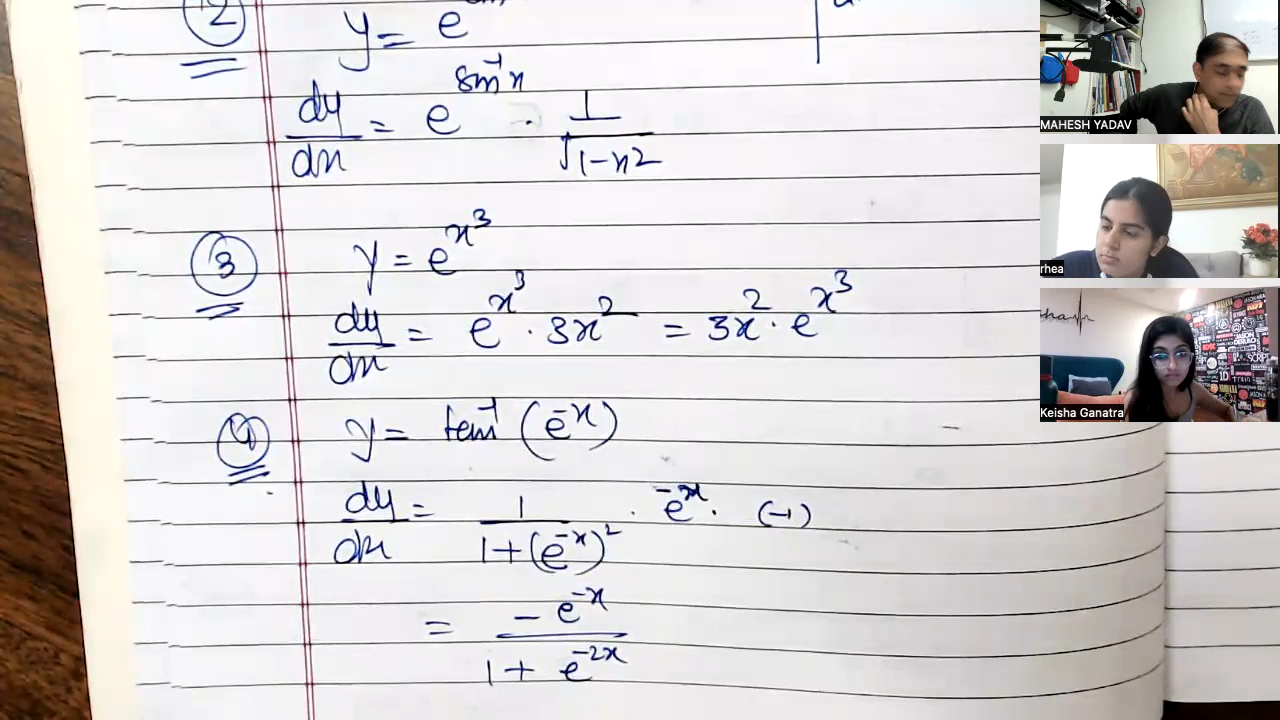 ② y = e
dy/dx = e^(sin⁻¹x) · 1/√(1-x²)
③ y = e^(x³)
dy/dx = e^(x³) · 3x² = 3x² · e^(x³)
④ y = tan⁻¹(e^(-x))
dy/dx = 1/(1+(e^(-x))²) · ⁻e^x · (-1)
= -e^(-x)/(1+e^(-2x))
MAHESH YADAV
rhea
Keisha Ganatra